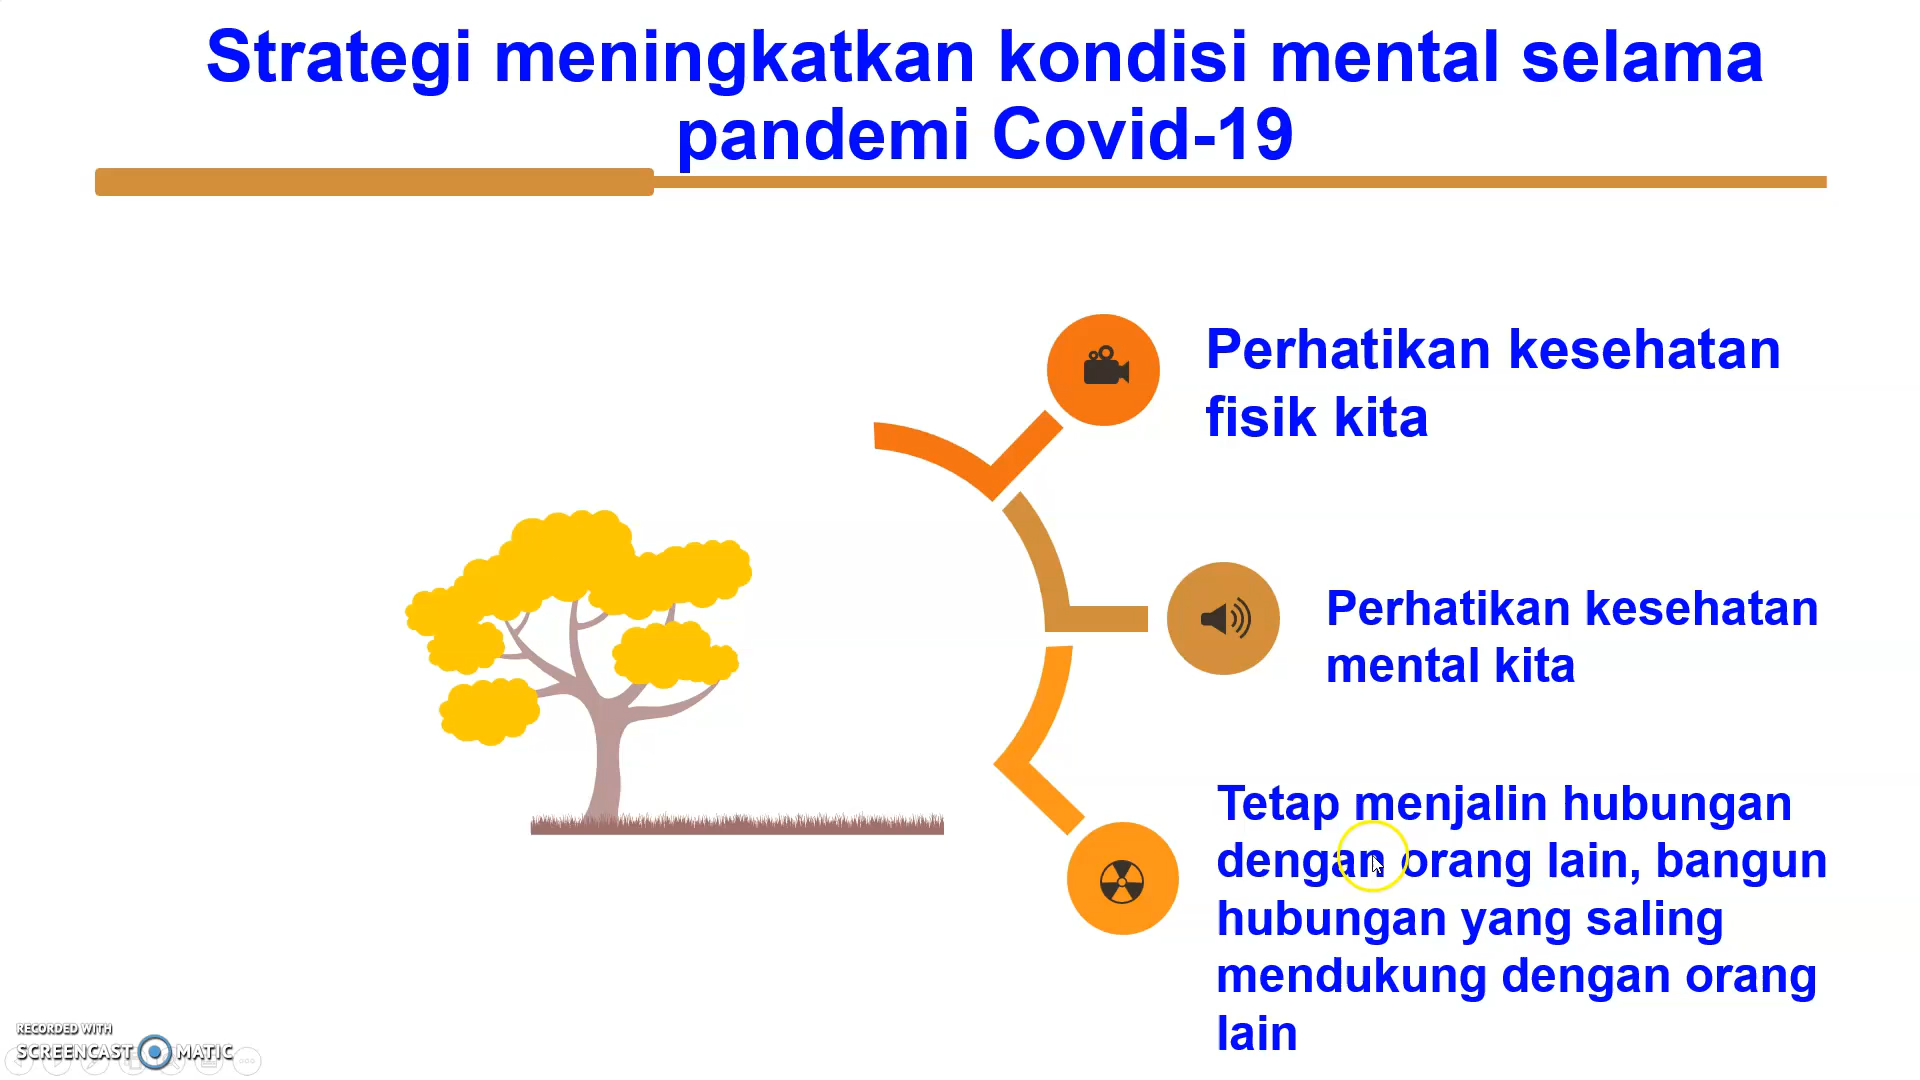 Strategi meningkatkan kondisi mental selama
pandemi Covid-19
Perhatikan kesehatan
fisik kita
Perhatikan kesehatan
mental kita
Tetap menjalin hubungan
dengan orang lain, bangun
hubungan yang saling
mendukung dengan orang
lain
RECORDED WITH
SCREENCAST MATIC